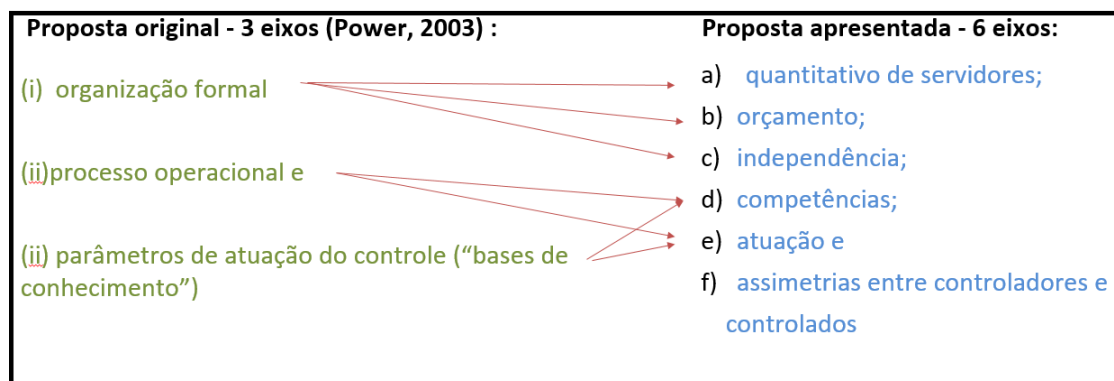 Proposta original - 3 eixos (Power, 2003) :
(i) organização formal
(ii)processo operacional e
(ii) parâmetros de atuação do controle (“bases de
conhecimento”)
Proposta apresentada - 6 eixos:
a) quantitativo de servidores;
b) orçamento;
c) independência;
d) competências;
e) atuação e
f) assimetrias entre controladores e
controlados